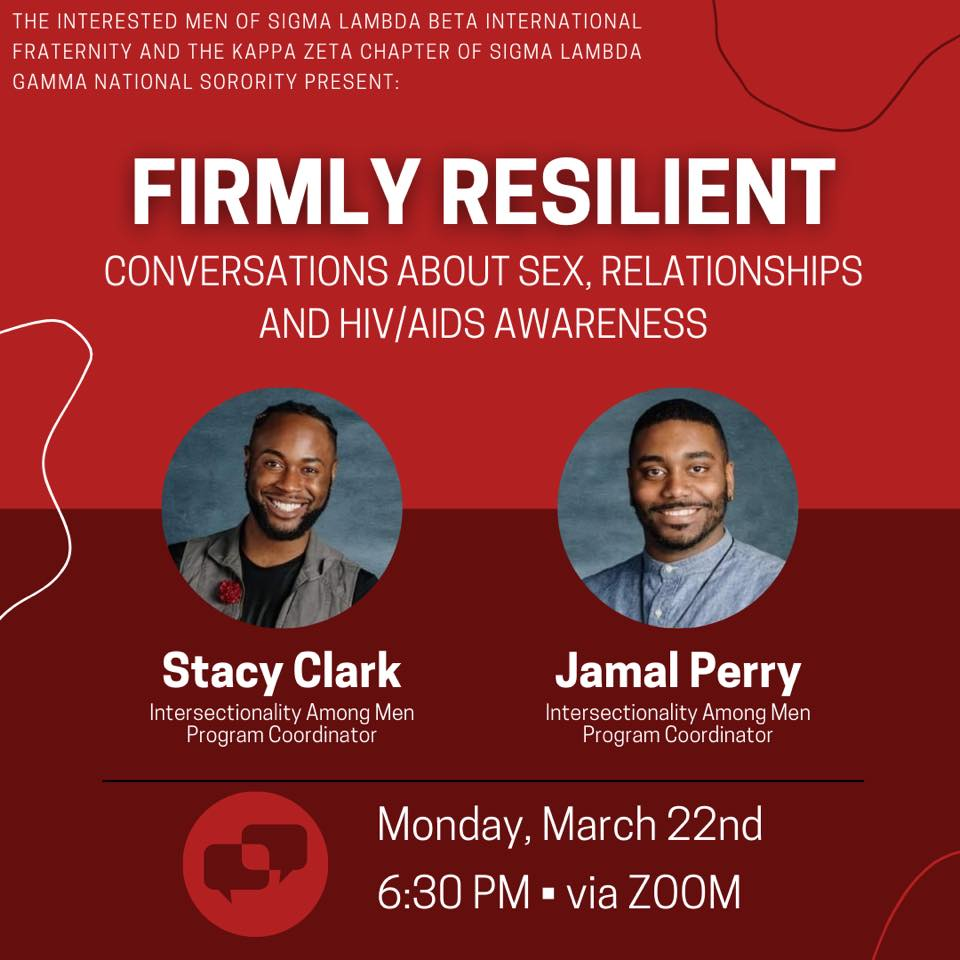 THE INTERESTED MEN OF SIGMA LAMBDA BETA INTERNATIONAL
FRATERNITY AND THE KAPPA ZETA CHAPTER OF SIGMA LAMBDA
GAMMA NATIONAL SORORITY PRESENT:
FIRMLY RESILIENT
CONVERSATIONS ABOUT SEX, RELATIONSHIPS
AND HIV/AIDS AWARENESS
Stacy Clark
Intersectionality Among Men
Program Coordinator
Jamal Perry
Intersectionality Among Men
Program Coordinator
Monday, March 22nd
6:30 PM ▪ via ZOOM